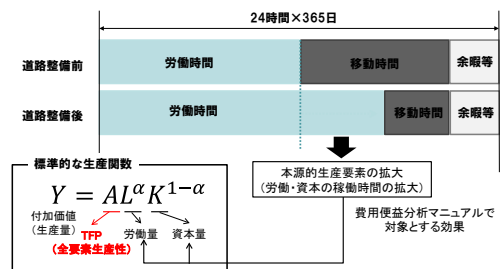 24時間×365日
道路整備前
労働時間
移動時間
余暇等
道路整備後
労働時間
移動時間
余暇等
標準的な生産関数
Y = AL^α K^{1-α}
付加価値
(生産量)
TFP
(全要素生産性)
労働量
資本量
本源的生産要素の拡大
(労働・資本の稼働時間の拡大)
費用便益分析マニュアルで
対象とする効果